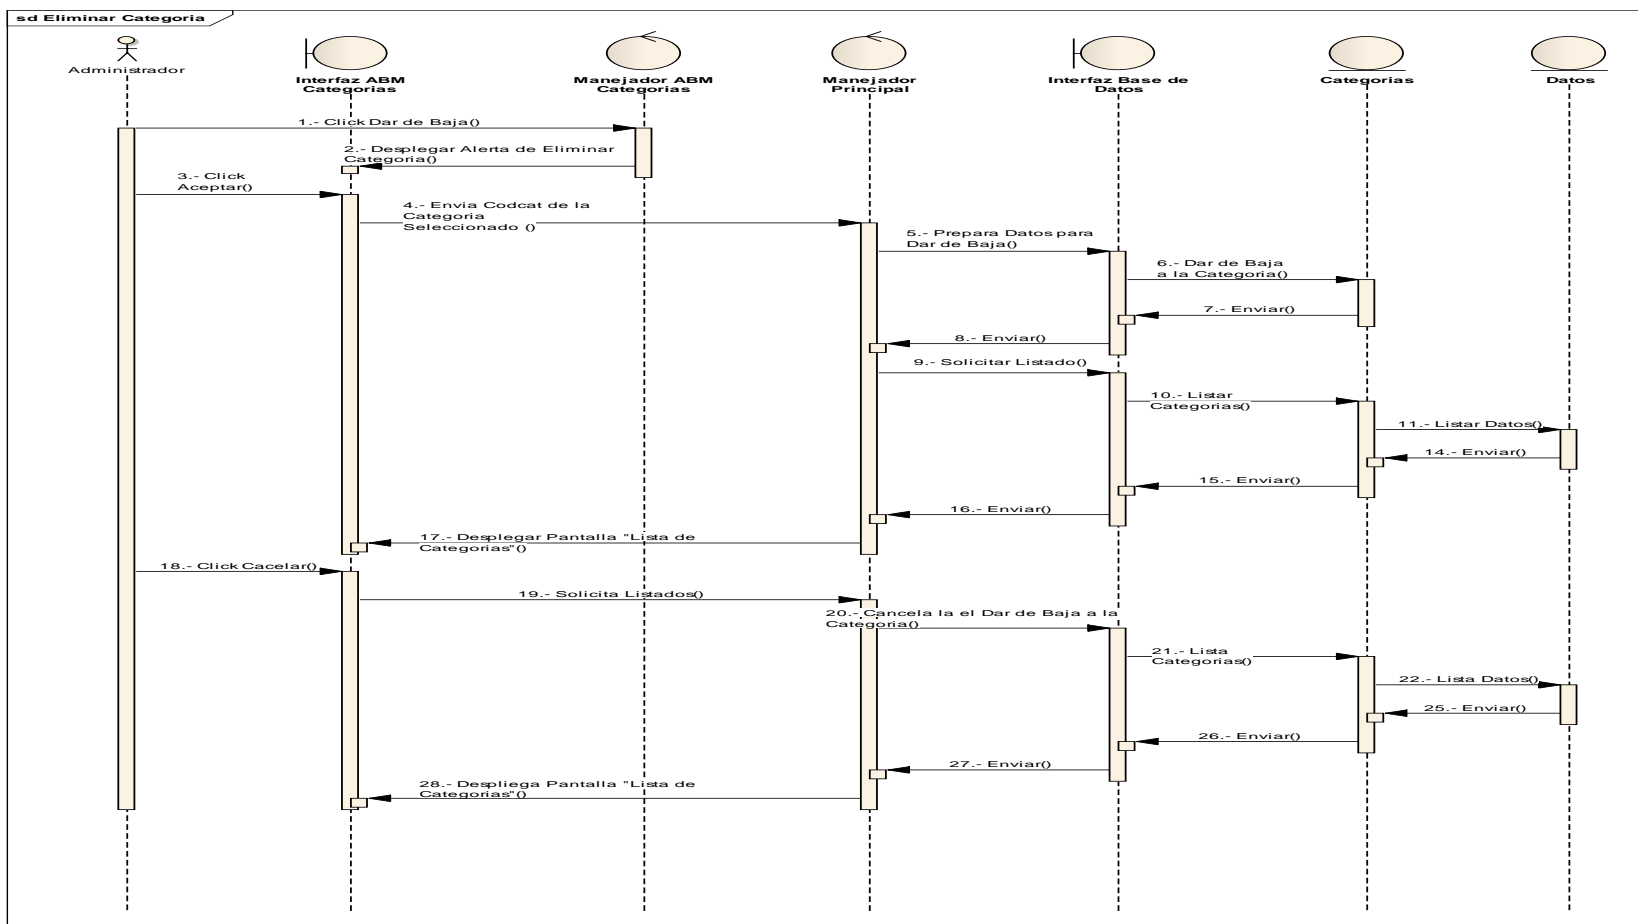 sd Eliminar Categoria
Administrador
Interfaz ABM
Categorias
Manejador ABM
Categorias
Manejador
Principal
Interfaz Base de
Datos
Categorias
Datos
1.- Click Dar de Baja()
2.- Desplegar Alerta de Eliminar
Categoria()
3.- Click
Aceptar()
4.- Envia Codcat de la
Categoria
Seleccionado ()
5.- Prepara Datos para
Dar de Baja()
6.- Dar de Baja
a la Categoria()
7.- Enviar()
8.- Enviar()
9.- Solicitar Listado()
10.- Listar
Categorias()
11.- Listar Datos()
14.- Enviar()
15.- Enviar()
16.- Enviar()
17.- Desplegar Pantalla "Lista de
Categorias"()
18.- Click Cacelar()
19.- Solicita Listados()
20.- Cancela la el Dar de Baja a la
Categoria()
21.- Lista
Categorias()
22.- Lista Datos()
25.- Enviar()
26.- Enviar()
27.- Enviar()
28.- Despliega Pantalla "Lista de
Categorias"()